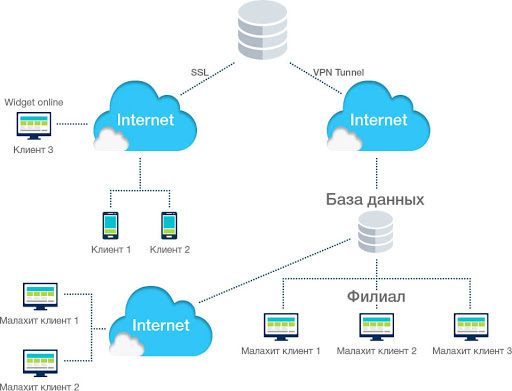 SSL
VPN Tunnel
Widget online
Internet
Internet
Клиент 3
База данных
Клиент 1
Клиент 2
Филиал
Малахит клиент 1
Internet
Малахит клиент 1
Малахит клиент 2
Малахит клиент 3
Малахит клиент 2